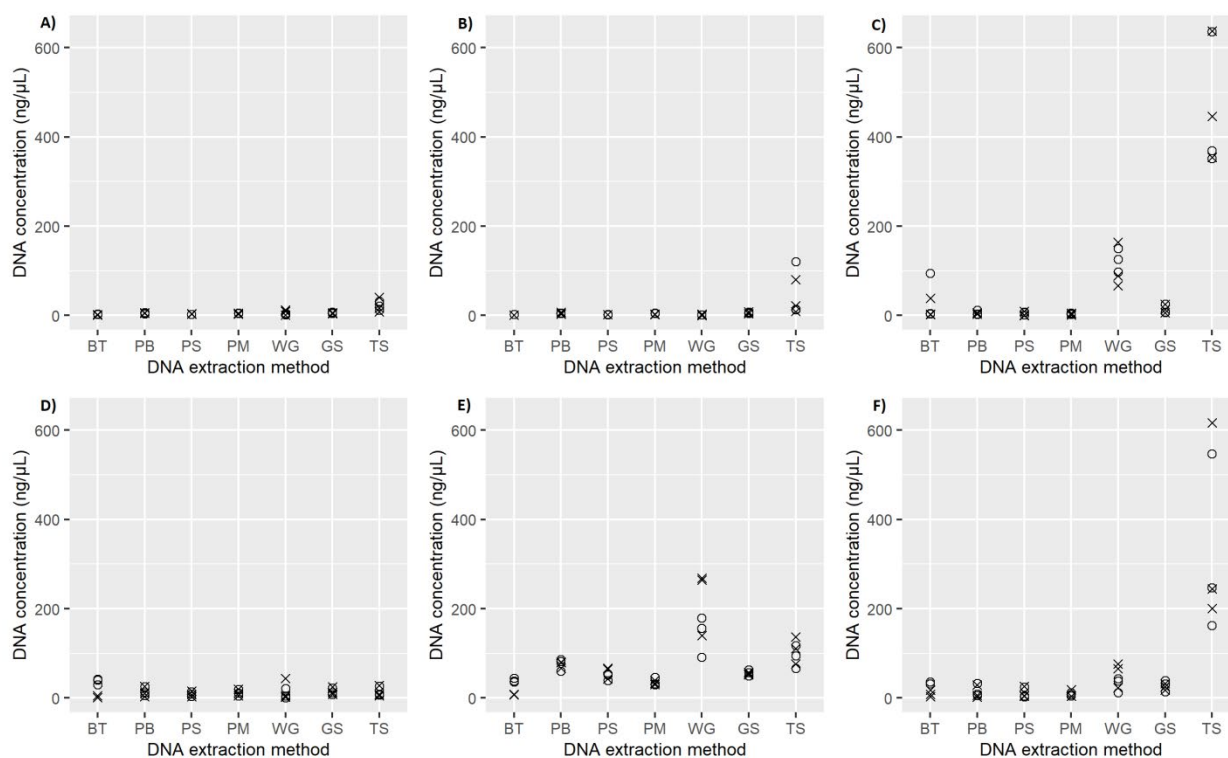 A)
DNA concentration (ng/µL)
600
400
200
0
BT PB PS PM WG GS TS
DNA extraction method
B)
DNA concentration (ng/µL)
600
400
200
0
BT PB PS PM WG GS TS
DNA extraction method
C)
DNA concentration (ng/µL)
600
400
200
0
BT PB PS PM WG GS TS
DNA extraction method
D)
DNA concentration (ng/µL)
600
400
200
0
BT PB PS PM WG GS TS
DNA extraction method
E)
DNA concentration (ng/µL)
600
400
200
0
BT PB PS PM WG GS TS
DNA extraction method
F)
DNA concentration (ng/µL)
600
400
200
0
BT PB PS PM WG GS TS
DNA extraction method